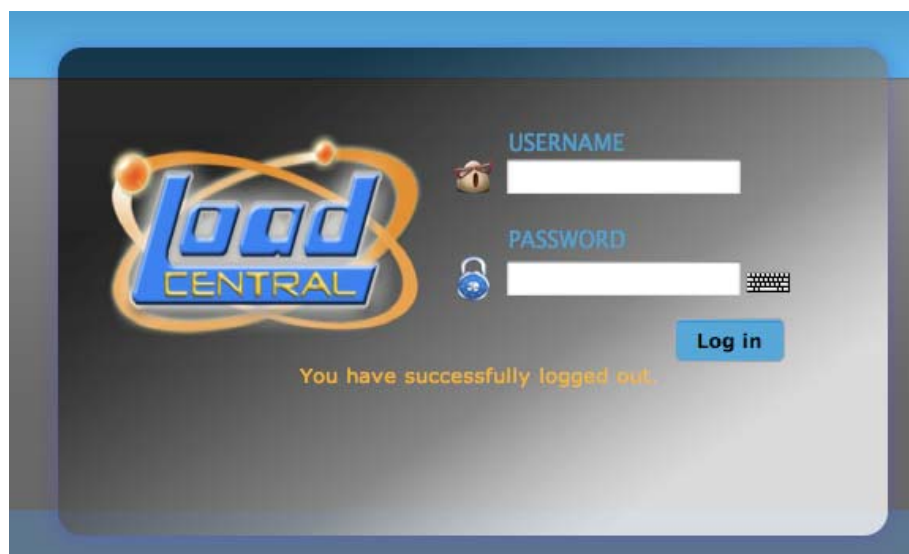 Load
CENTRAL
USERNAME
PASSWORD
Log in
You have successfully logged out.